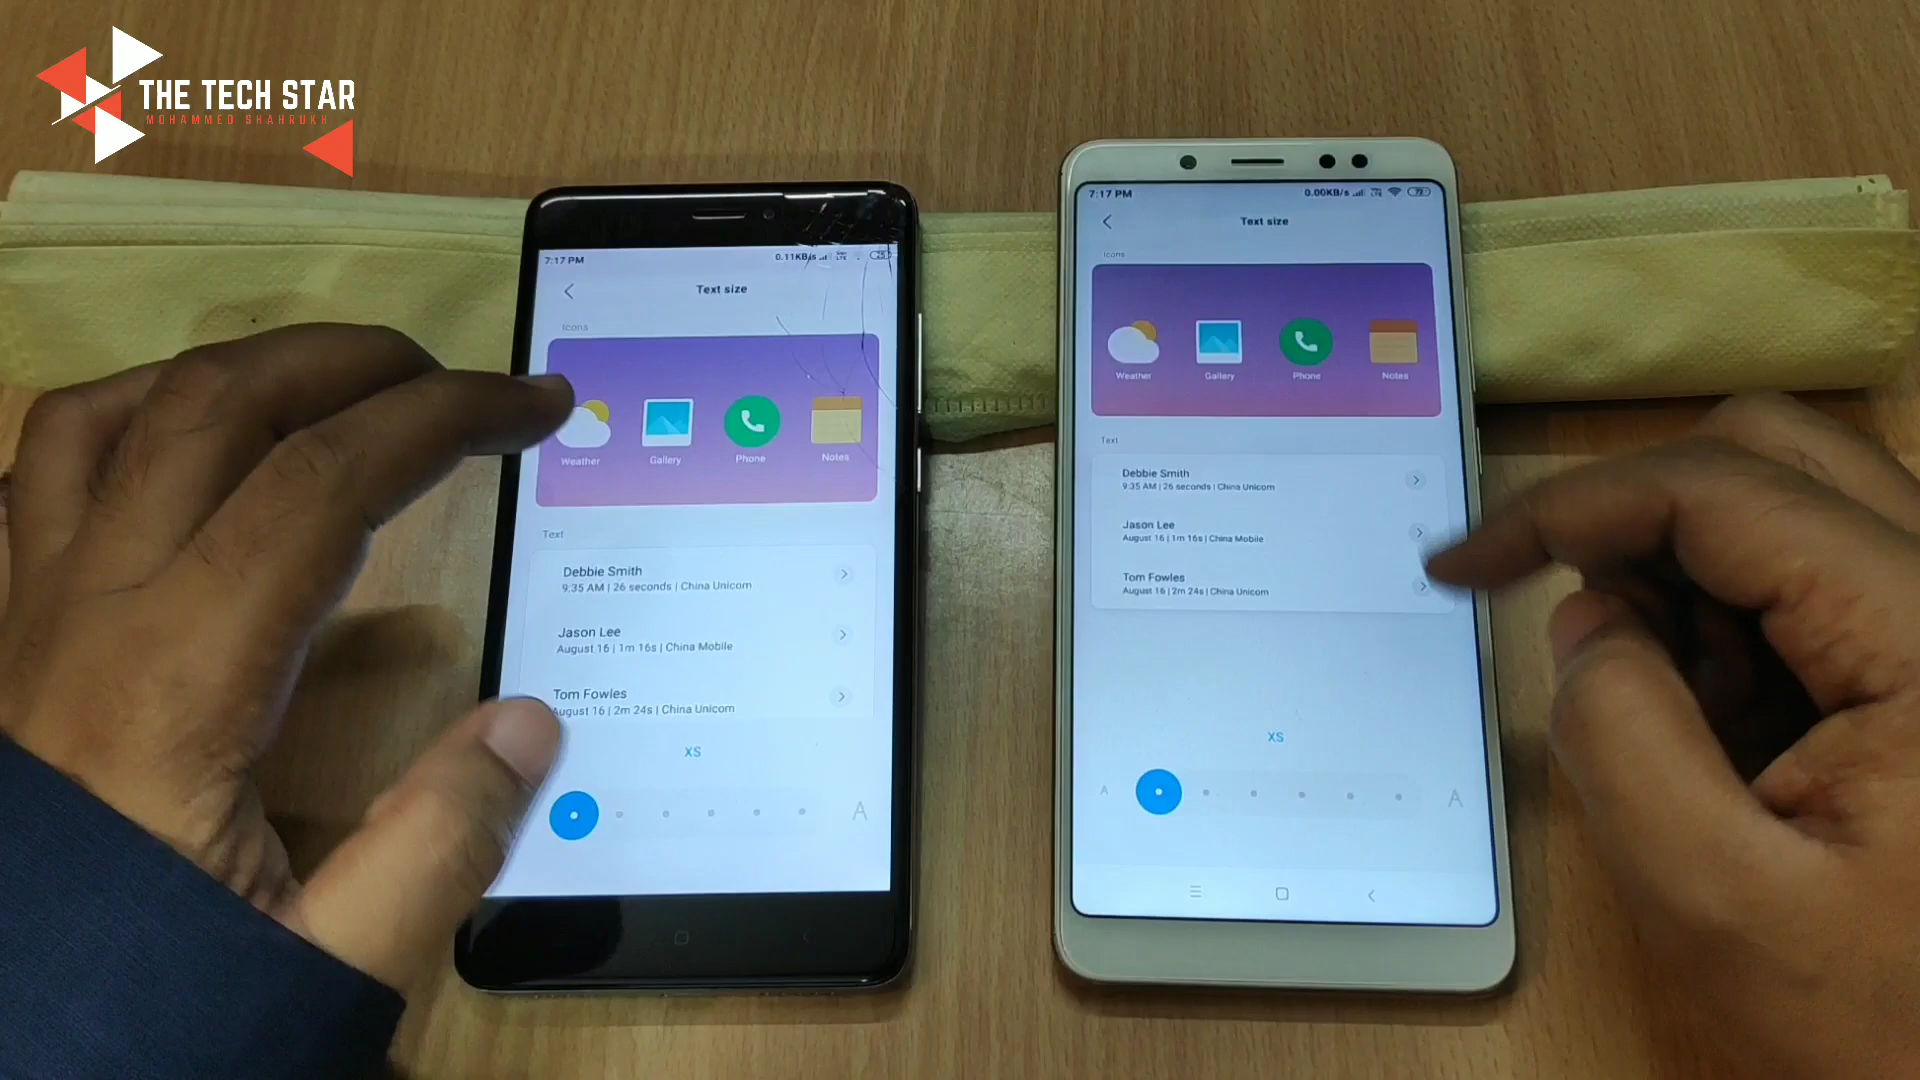 THE TECH STAR
MOHAMMED SHAHRUKH
7:17 PM
0.11KB/s
25
Text size
Icons
Weather
Gallery
Phone
Notes
Text
Debbie Smith
9:35 AM | 26 seconds | China Unicom
Jason Lee
August 16 | 1m 16s | China Mobile
Tom Fowles
August 16 | 2m 24s | China Unicom
XS
A
7:17 PM
0.00KB/s
72
Text size
Icons
Weather
Gallery
Phone
Notes
Text
Debbie Smith
9:35 AM | 26 seconds | China Unicom
Jason Lee
August 16 | 1m 16s | China Mobile
Tom Fowles
August 16 | 2m 24s | China Unicom
XS
A
A